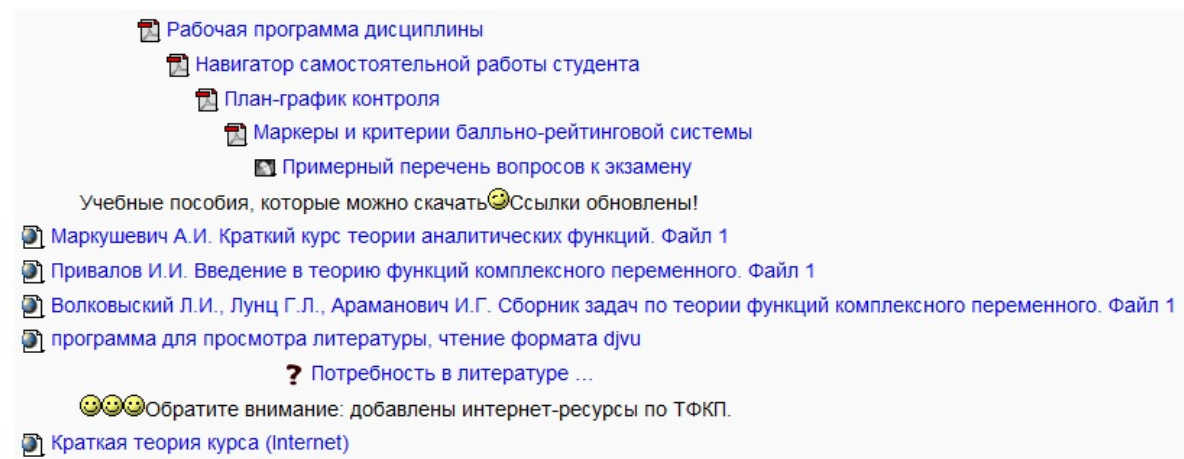 Рабочая программа дисциплины
Навигатор самостоятельной работы студента
План-график контроля
Маркеры и критерии балльно-рейтинговой системы
Примерный перечень вопросов к экзамену
Учебные пособия, которые можно скачать Ссылки обновлены!
Маркушевич А.И. Краткий курс теории аналитических функций. Файл 1
Привалов И.И. Введение в теорию функций комплексного переменного. Файл 1
Волковыский Л.И., Лунц Г.Л., Араманович И.Г. Сборник задач по теории функций комплексного переменного. Файл 1
программа для просмотра литературы, чтение формата djvu
? Потребность в литературе ...
Обратите внимание: добавлены интернет-ресурсы по ТФКП.
Краткая теория курса (Internet)